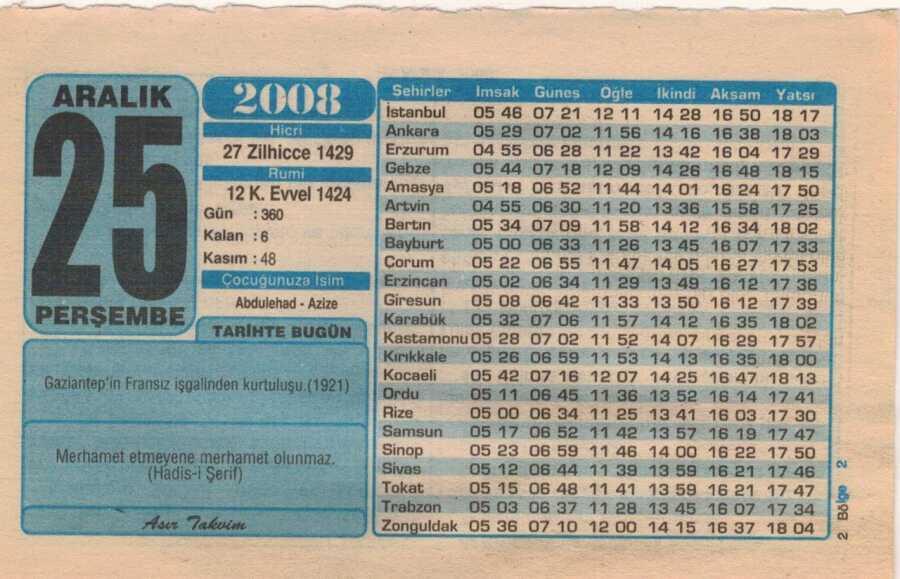 ARALIK
25
PERŞEMBE
2008
Hicri
27 Zilhicce 1429
Rumi
12 K. Evvel 1424
Gün : 360
Kalan : 6
Kasım : 48
Çocuğunuza İsim
Abdulehad - Azize
TARİHTE BUGÜN
Gaziantep'in Fransız işgalinden kurtuluşu.(1921)
Merhamet etmeyene merhamet olunmaz.
(Hadis-i Şerif)
Asır Takvim
Şehirler İmsak Güneş Öğle İkindi Akşam Yatsı
İstanbul 05 46 07 21 12 11 14 28 16 50 18 17
Ankara 05 29 07 02 11 56 14 16 16 38 18 03
Erzurum 04 55 06 28 11 22 13 42 16 04 17 29
Gebze 05 44 07 18 12 09 14 26 16 48 18 15
Amasya 05 18 06 52 11 44 14 01 16 24 17 50
Artvin 04 55 06 30 11 20 13 36 15 58 17 25
Bartın 05 34 07 09 11 58 14 12 16 34 18 02
Bayburt 05 00 06 33 11 26 13 45 16 07 17 33
Çorum 05 22 06 55 11 47 14 05 16 27 17 53
Erzincan 05 02 06 34 11 29 13 49 16 12 17 36
Giresun 05 08 06 42 11 33 13 50 16 12 17 39
Karabük 05 32 07 06 11 57 14 12 16 35 18 02
Kastamonu 05 28 07 02 11 52 14 07 16 29 17 57
Kırıkkale 05 26 06 59 11 53 14 13 16 35 18 00
Kocaeli 05 42 07 16 12 07 14 25 16 47 18 13
Ordu 05 11 06 45 11 36 13 52 16 14 17 41
Rize 05 00 06 34 11 25 13 41 16 03 17 30
Samsun 05 17 06 52 11 42 13 57 16 19 17 47
Sinop 05 23 06 59 11 46 14 00 16 22 17 50
Sivas 05 12 06 44 11 39 13 59 16 21 17 46
Tokat 05 15 06 48 11 41 13 59 16 21 17 47
Trabzon 05 03 06 37 11 28 13 45 16 07 17 34
Zonguldak 05 36 07 10 12 00 14 15 16 37 18 04
2 Bölge 2